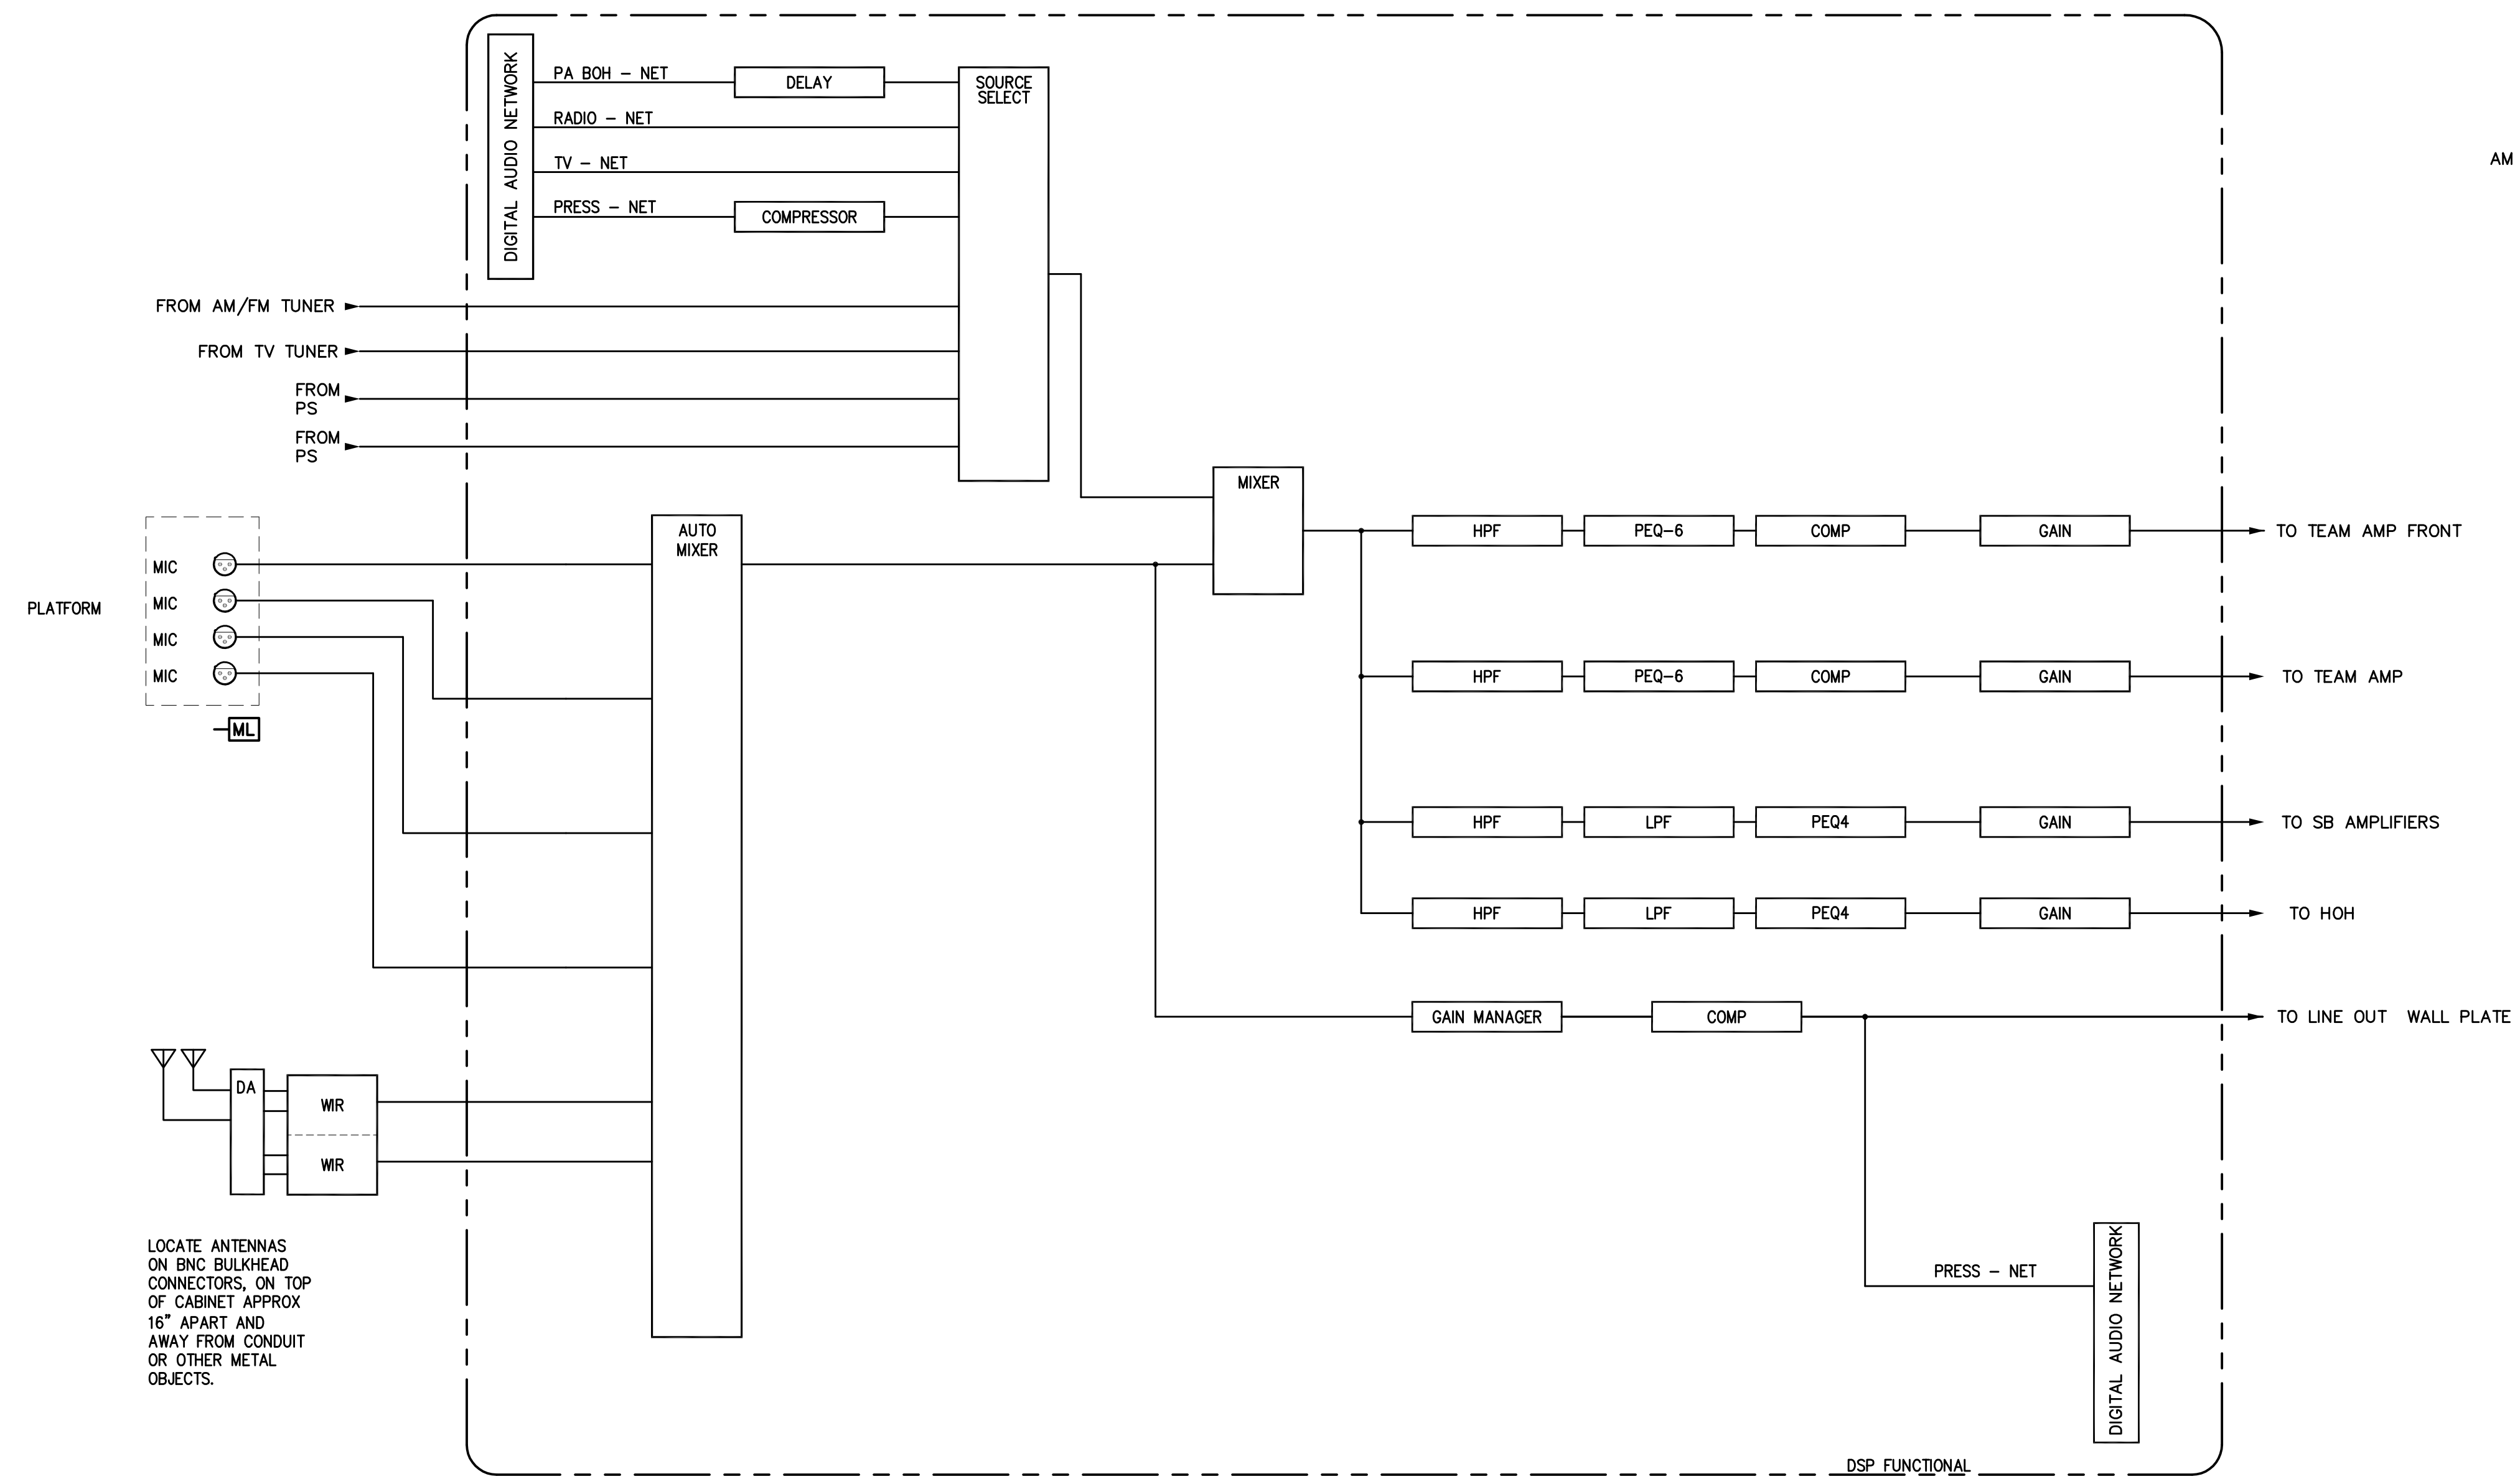 DIGITAL AUDIO NETWORK
PA BOH - NET
DELAY
RADIO - NET
TV - NET
PRESS - NET
COMPRESSOR
SOURCE
SELECT
AM
FROM AM/FM TUNER
FROM TV TUNER
FROM
PS
FROM
PS
PLATFORM
MIC
MIC
MIC
MIC
ML
AUTO
MIXER
MIXER
HPF
PEQ-6
COMP
GAIN
TO TEAM AMP FRONT
HPF
PEQ-6
COMP
GAIN
TO TEAM AMP
HPF
LPF
PEQ4
GAIN
TO SB AMPLIFIERS
HPF
LPF
PEQ4
GAIN
TO HOH
GAIN MANAGER
COMP
TO LINE OUT WALL PLATE
DA
WIR
WIR
LOCATE ANTENNAS
ON BNC BULKHEAD
CONNECTORS, ON TOP
OF CABINET APPROX
16" APART AND
AWAY FROM CONDUIT
OR OTHER METAL
OBJECTS.
PRESS - NET
DIGITAL AUDIO NETWORK
DSP FUNCTIONAL